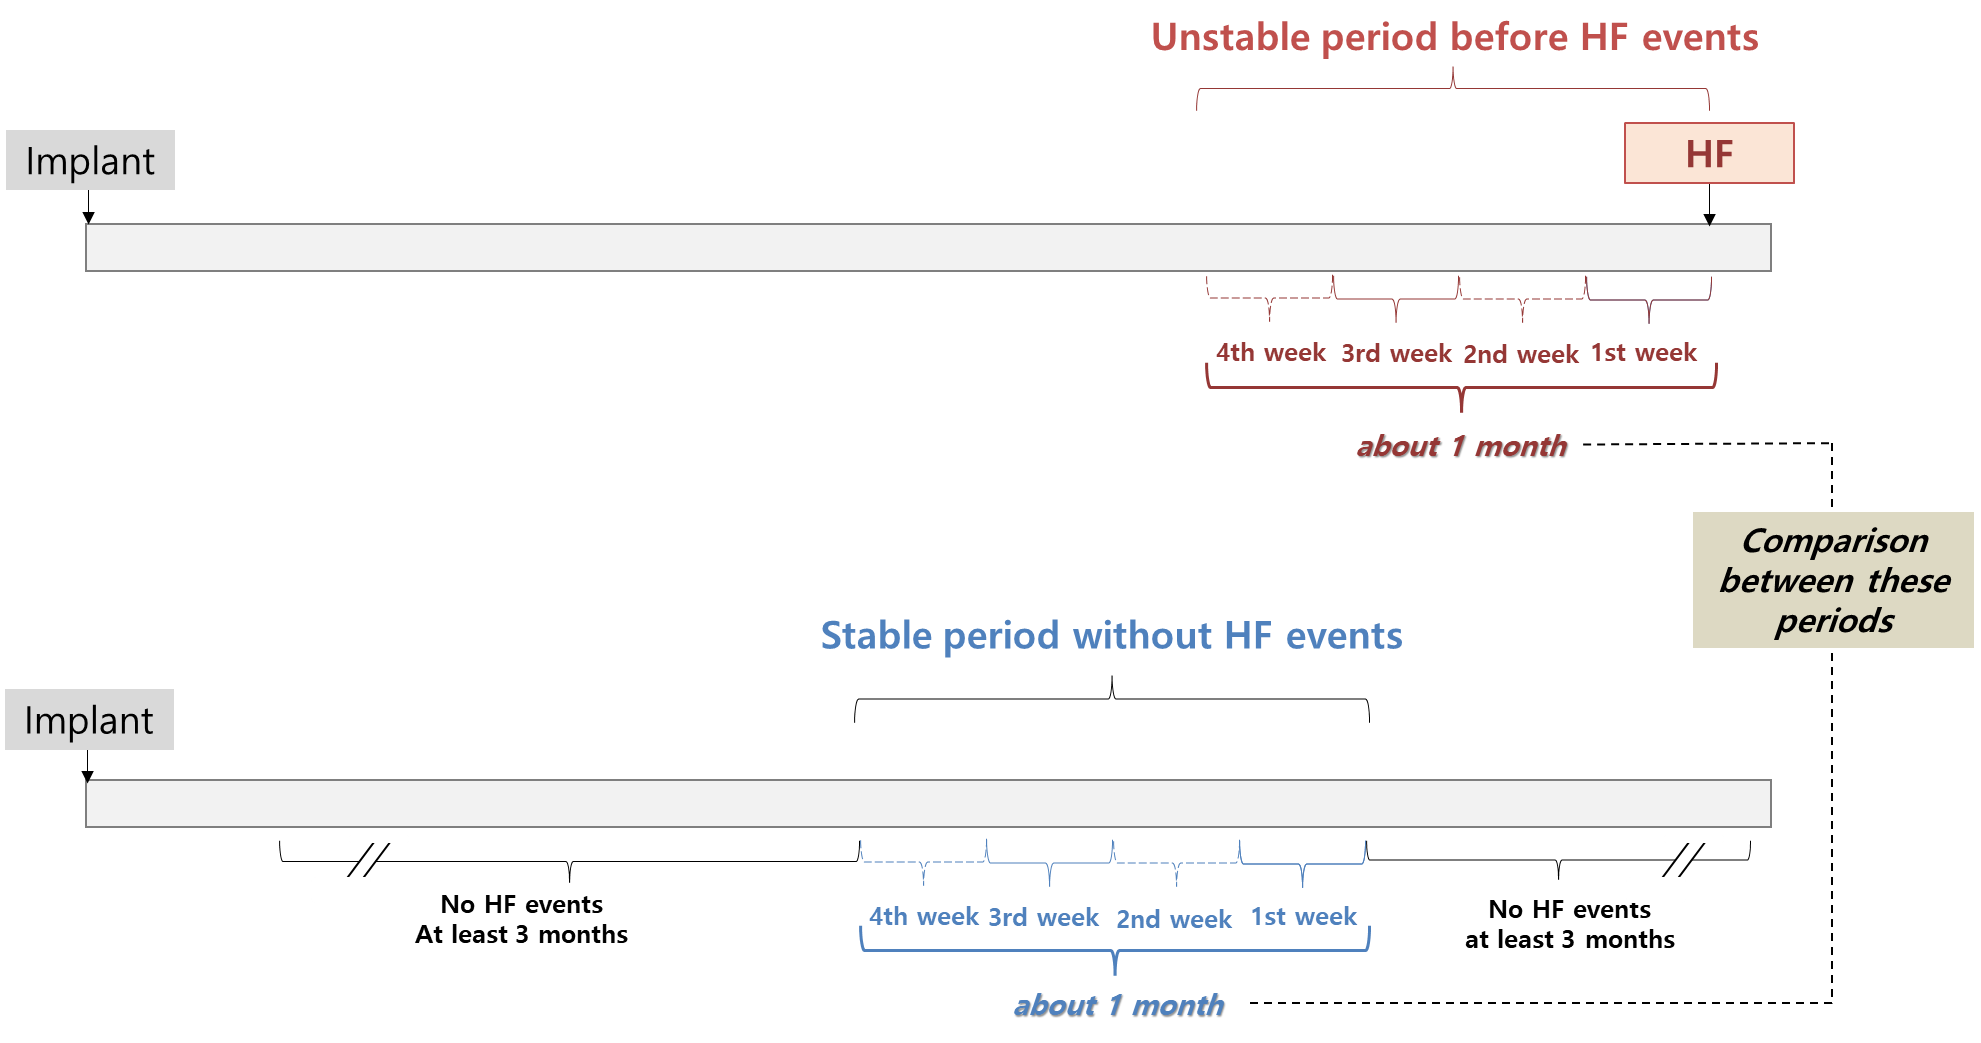 Unstable period before HF events
Implant
HF
4th week 3rd week 2nd week 1st week
about 1 month
Comparison
between these
periods
Stable period without HF events
Implant
No HF events
At least 3 months
4th week 3rd week 2nd week 1st week
No HF events
at least 3 months
about 1 month